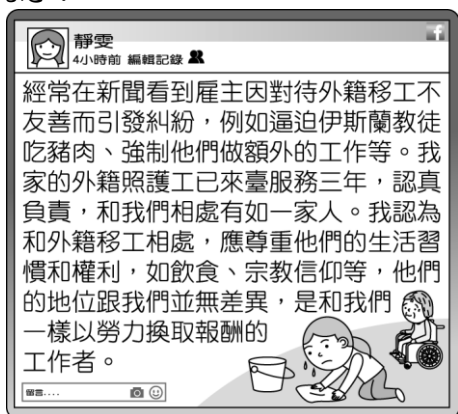 靜雯
4小時前 編輯記錄
經常在新聞看到雇主因對待外籍移工不
友善而引發糾紛，例如逼迫伊斯蘭教徒
吃豬肉、強制他們做額外的工作等。我
家的外籍照護工已來臺服務三年，認真
負責，和我們相處有如一家人。我認為
和外籍移工相處，應尊重他們的生活習
慣和權利，如飲食、宗教信仰等，他們
的地位跟我們並無差異，是和我們
一樣以勞力換取報酬的
工作者。
留言....